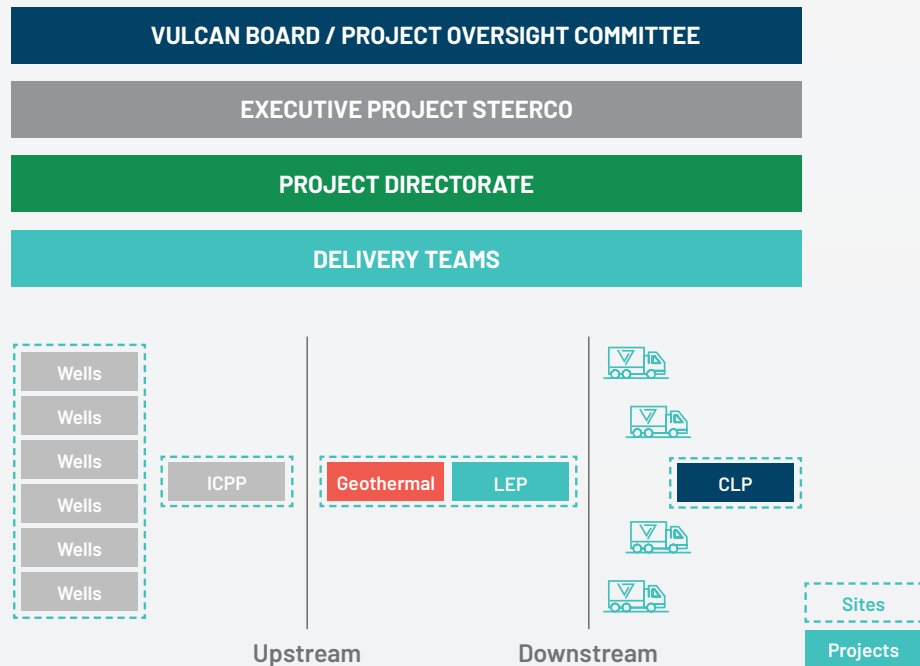 VULCAN BOARD / PROJECT OVERSIGHT COMMITTEE
EXECUTIVE PROJECT STEERCO
PROJECT DIRECTORATE
DELIVERY TEAMS
Wells
Wells
Wells
Wells
Wells
Wells
ICPP
Geothermal
LEP
CLP
Upstream
Downstream
Sites
Projects